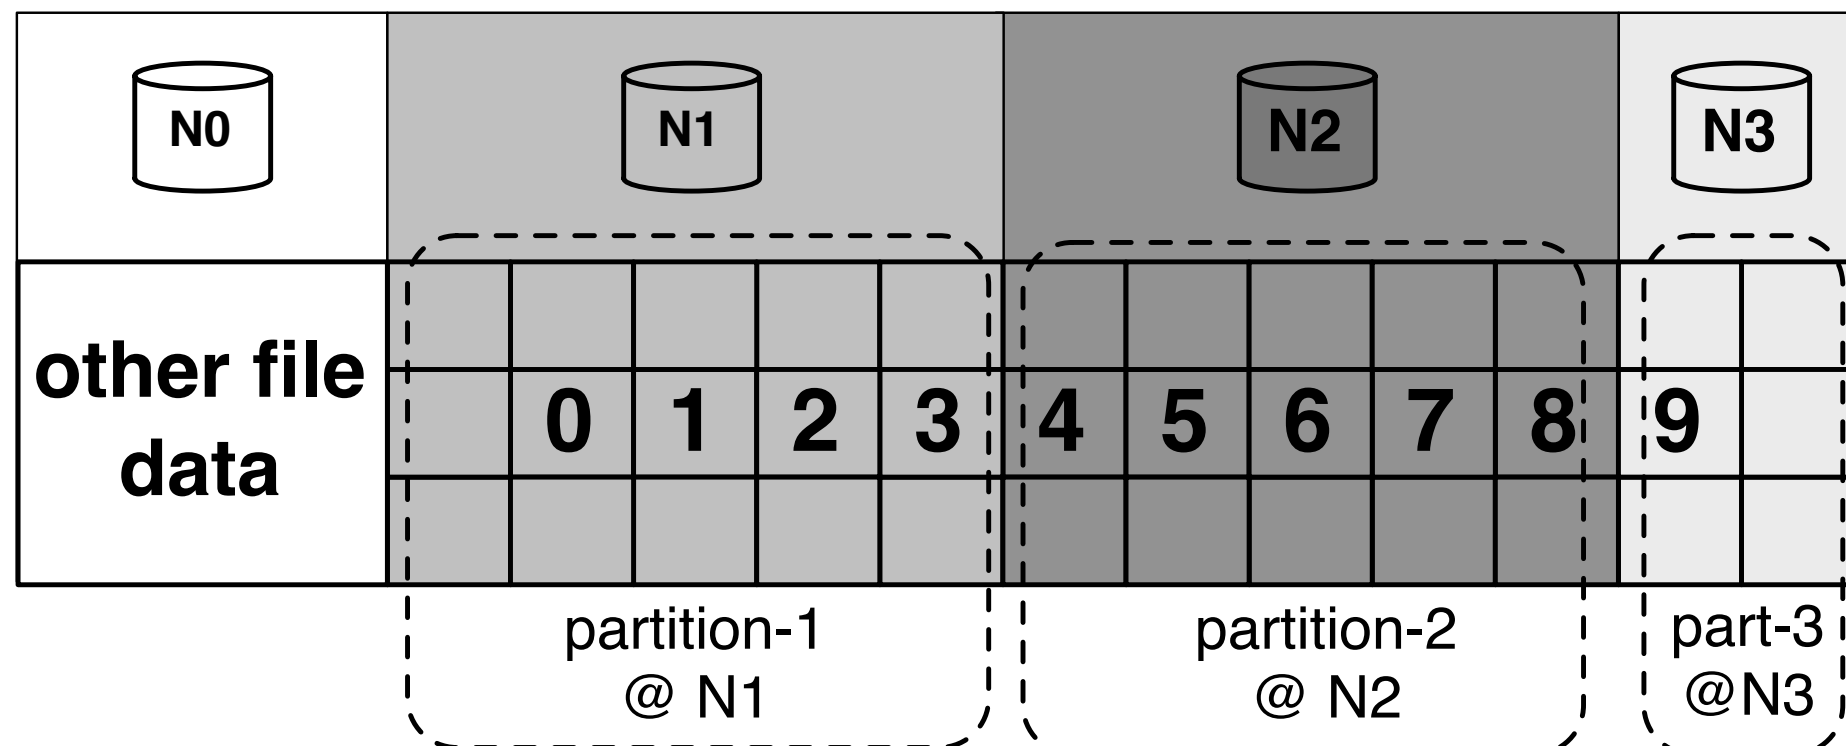 N0 N1 N2 N3
other file
data
0 1 2 3 4 5 6 7 8 9
partition-1
@ N1
partition-2
@ N2
part-3
@N3